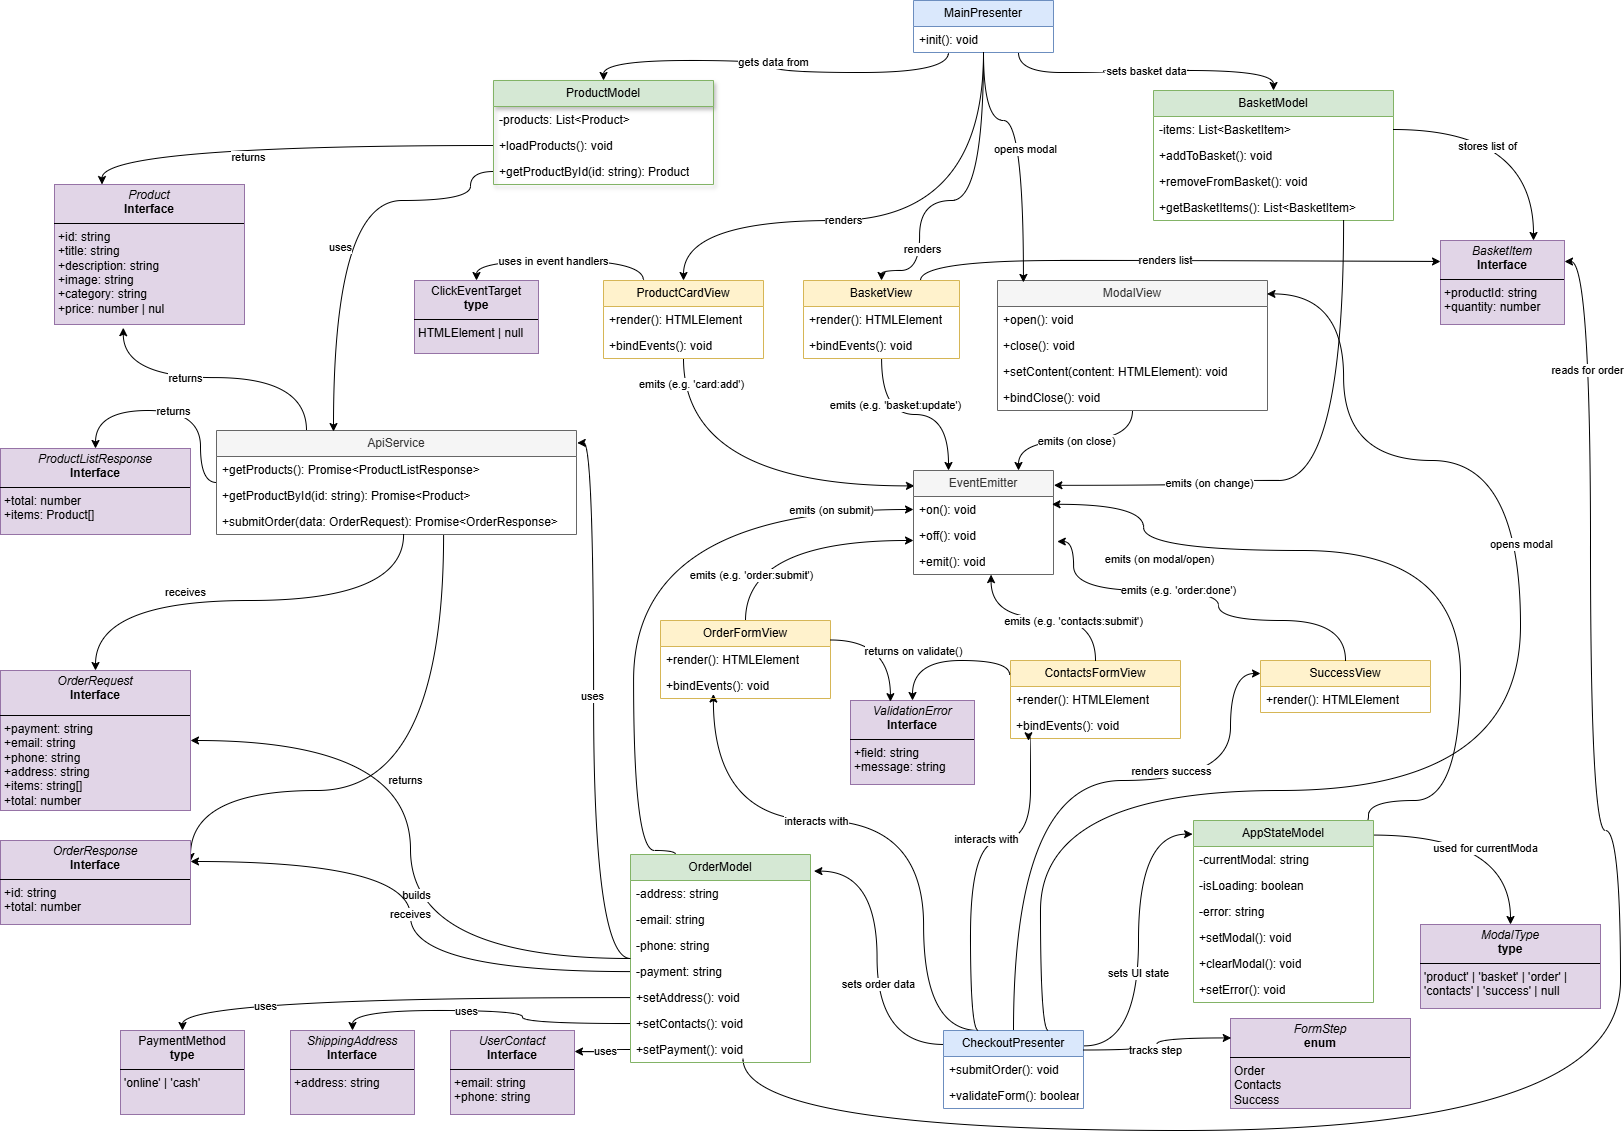 MainPresenter
+init(): void
gets data from
sets basket data
ProductModel
-products: List<Product>
+loadProducts(): void
+getProductById(id: string): Product
BasketModel
-items: List<BasketItem>
+addToBasket(): void
+removeFromBasket(): void
+getBasketItems(): List<BasketItem>
returns
opens modal
stores list of
Product
Interface
+id: string
+title: string
+description: string
+image: string
+category: string
+price: number | nul
uses
renders
renders
uses in event handlers
renders list
BasketItem
Interface
+productId: string
+quantity: number
ClickEventTarget
type
HTMLElement | null
ProductCardView
+render(): HTMLElement
+bindEvents(): void
BasketView
+render(): HTMLElement
+bindEvents(): void
ModalView
+open(): void
+close(): void
+setContent(content: HTMLElement): void
+bindClose(): void
reads for order
returns
emits (e.g. 'card:add')
emits (e.g. 'basket:update')
returns
emits (on close)
ProductListResponse
Interface
+total: number
+items: Product[]
ApiService
+getProducts(): Promise<ProductListResponse>
+getProductById(id: string): Promise<Product>
+submitOrder(data: OrderRequest): Promise<OrderResponse>
EventEmitter
+on(): void
+off(): void
+emit(): void
emits (on change)
emits (on submit)
opens modal
emits (on modal/open)
emits (e.g. 'order:submit')
emits (e.g. 'order:done')
receives
emits (e.g. 'contacts:submit')
OrderFormView
+render(): HTMLElement
+bindEvents(): void
returns on validate()
ContactsFormView
+render(): HTMLElement
+bindEvents(): void
SuccessView
+render(): HTMLElement
OrderRequest
Interface
+payment: string
+email: string
+phone: string
+address: string
+items: string[]
+total: number
uses
ValidationError
Interface
+field: string
+message: string
returns
renders success
interacts with
interacts with
OrderResponse
Interface
+id: string
+total: number
builds
receives
OrderModel
-address: string
-email: string
-phone: string
-payment: string
+setAddress(): void
+setContacts(): void
+setPayment(): void
AppStateModel
-currentModal: string
-isLoading: boolean
-error: string
+setModal(): void
+clearModal(): void
+setError(): void
used for currentModa
ModalType
type
'product' | 'basket' | 'order' |
'contacts' | 'success' | null
sets UI state
sets order data
uses
uses
uses
PaymentMethod
type
'online' | 'cash'
ShippingAddress
Interface
+address: string
UserContact
Interface
+email: string
+phone: string
CheckoutPresenter
+submitOrder(): void
+validateForm(): boolear
tracks step
FormStep
enum
Order
Contacts
Success